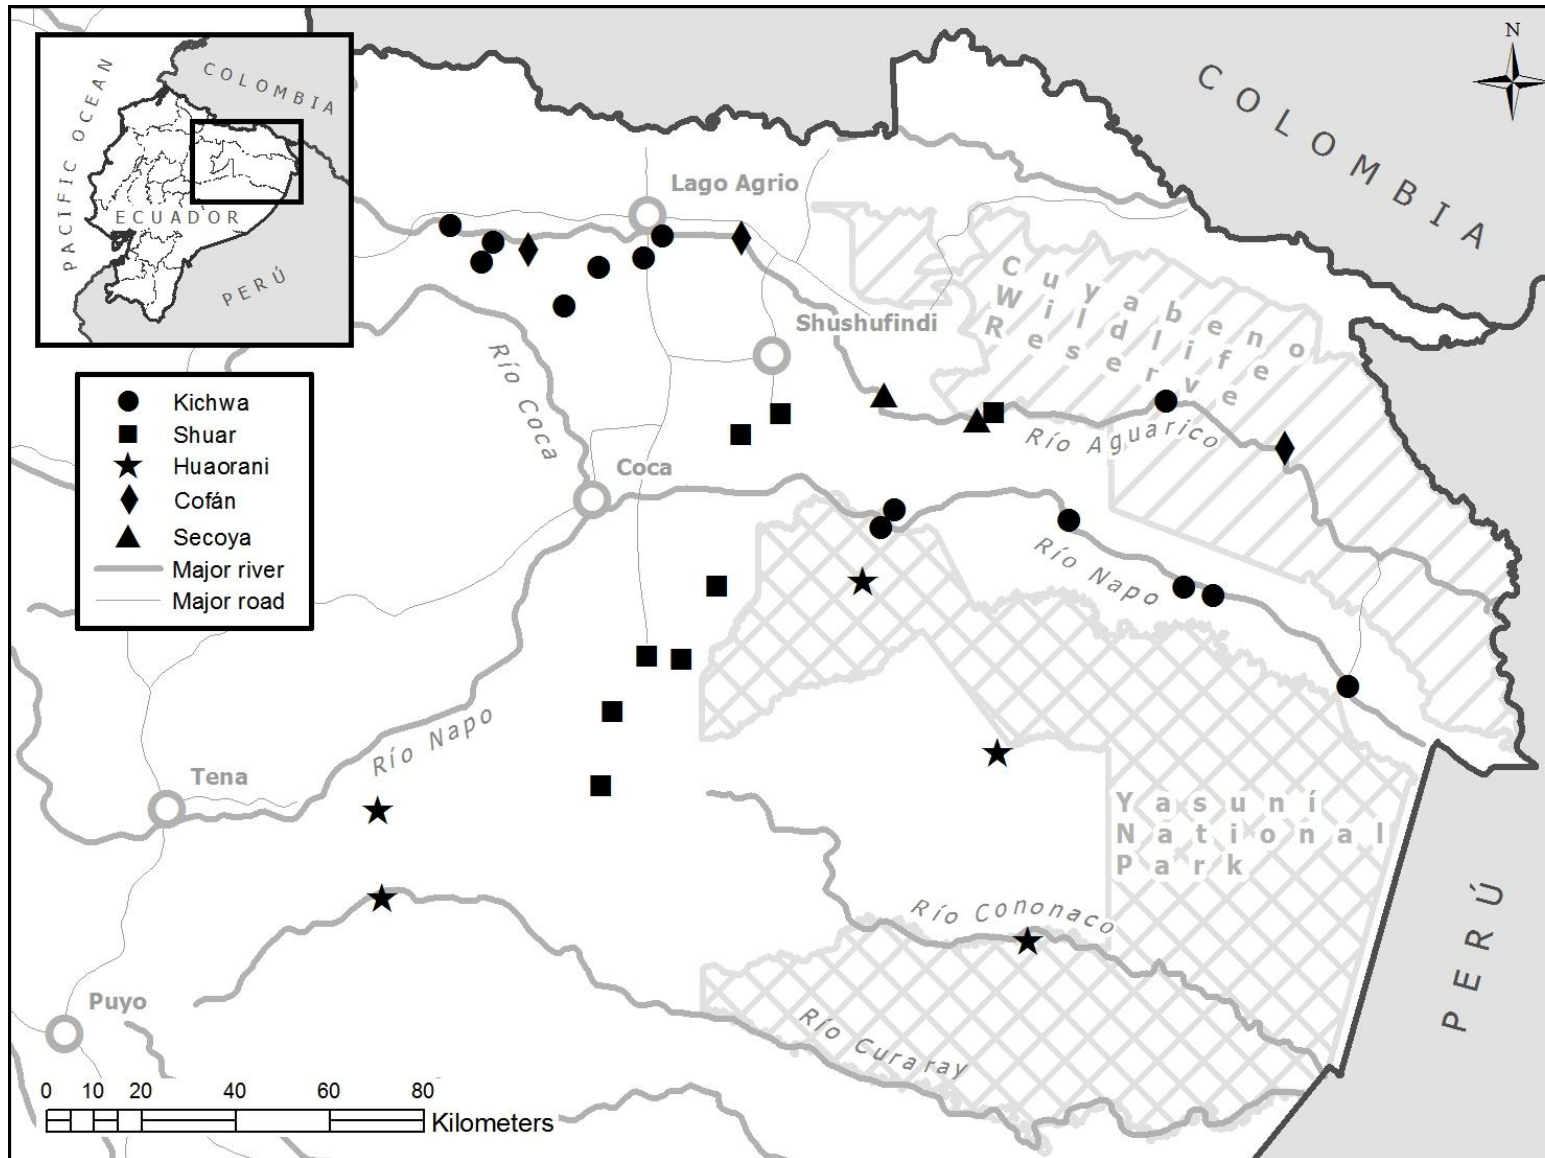 N
COLOMBIA
PACIFIC OCEAN
COLOMBIA
ECUADOR
PERÚ
Lago Agrio
Shushufindi
Cuyabeno
Wildlife
Reserve
Río Coca
Kichwa
Shuar
Huaorani
Cofán
Secoya
Major river
Major road
Coca
Río Aguarico
Río Napo
Río Napo
Tena
Yasuní
National
Park
Río Cononaco
PERÚ
Puyo
Río Curaray
0 10 20 40 60 80
Kilometers